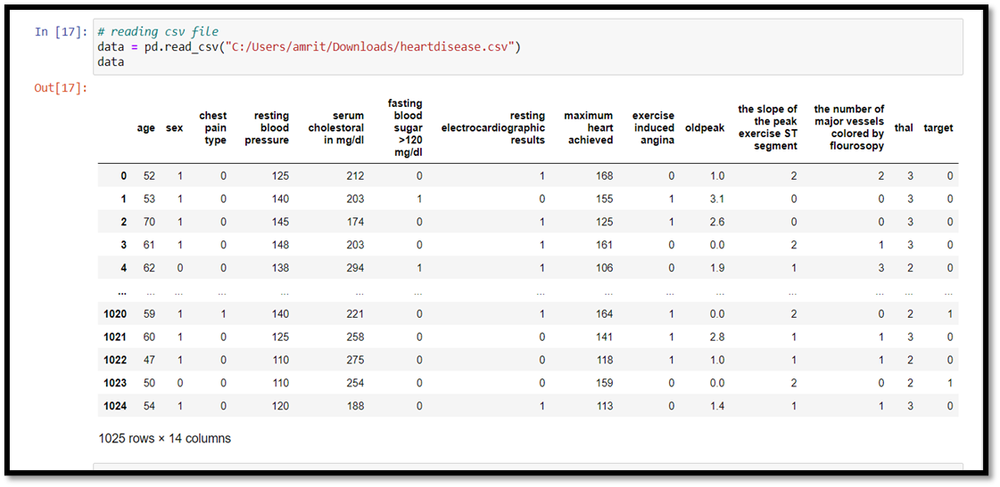 In [17]: # reading csv file
data = pd.read_csv("C:/Users/amrit/Downloads/heartdisease.csv")
data
Out[17]:
age sex chest pain type resting blood pressure serum cholestoral in mg/dl fasting blood sugar >120 mg/dl resting electrocardiographic results maximum heart achieved exercise induced angina oldpeak the slope of the peak exercise ST segment the number of major vessels colored by flourosopy thal target
0 52 1 0 125 212 0 1 168 0 1.0 2 2 3 0
1 53 1 0 140 203 1 0 155 1 3.1 0 0 3 0
2 70 1 0 145 174 0 1 125 1 2.6 0 0 3 0
3 61 1 0 148 203 0 1 161 0 0.0 2 1 3 0
4 62 0 0 138 294 1 1 106 0 1.9 1 3 2 0
... ... ... ... ... ... ... ... ... ... ... ... ... ... ...
1020 59 1 1 140 221 0 1 164 1 0.0 2 0 2 1
1021 60 1 0 125 258 0 0 141 1 2.8 1 1 3 0
1022 47 1 0 110 275 0 0 118 1 1.0 1 1 2 0
1023 50 0 0 110 254 0 0 159 0 0.0 2 0 2 1
1024 54 1 0 120 188 0 1 113 0 1.4 1 1 3 0
1025 rows × 14 columns